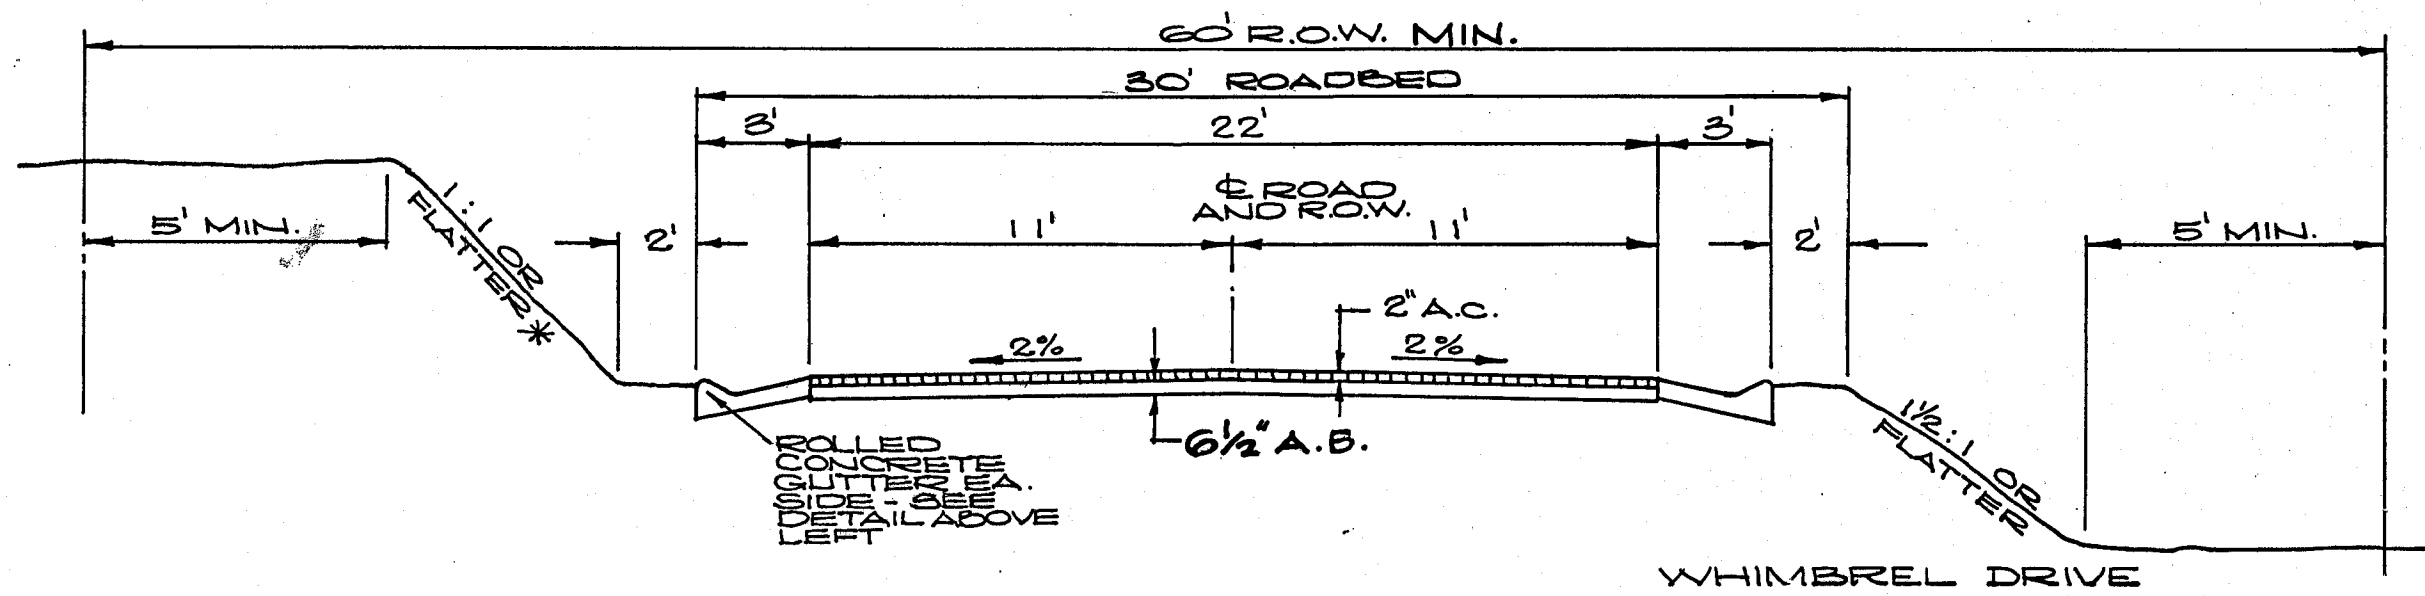 60' R.O.W. MIN.
30' ROADBED
3'
22'
3'
℄ ROAD
AND R.O.W.
5' MIN.
1:1 OR
FLATTER*
2'
11'
11'
2'
5' MIN.
2" A.C.
2%
2%
6½" A.B.
1½:1 OR
FLATTER
ROLLED
CONCRETE
GUTTER EA.
SIDE - SEE
DETAIL ABOVE
LEFT
WHIMBREL DRIVE